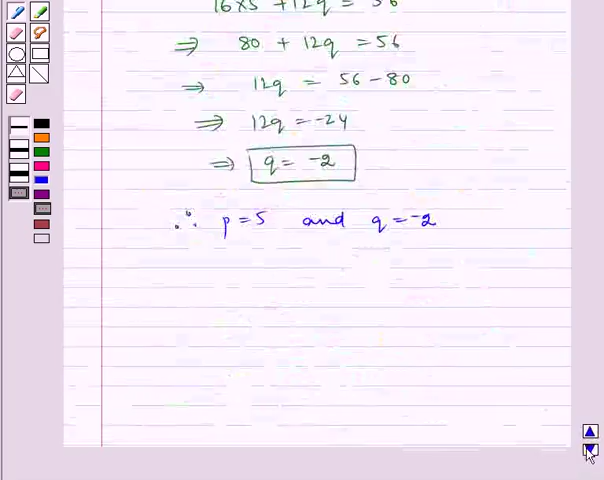 16×5 +12q = 56
⇒ 80 + 12q = 56
⇒ 12q = 56 - 80
⇒ 12q = -24
⇒ q = -2
∴ p = 5 and q = -2